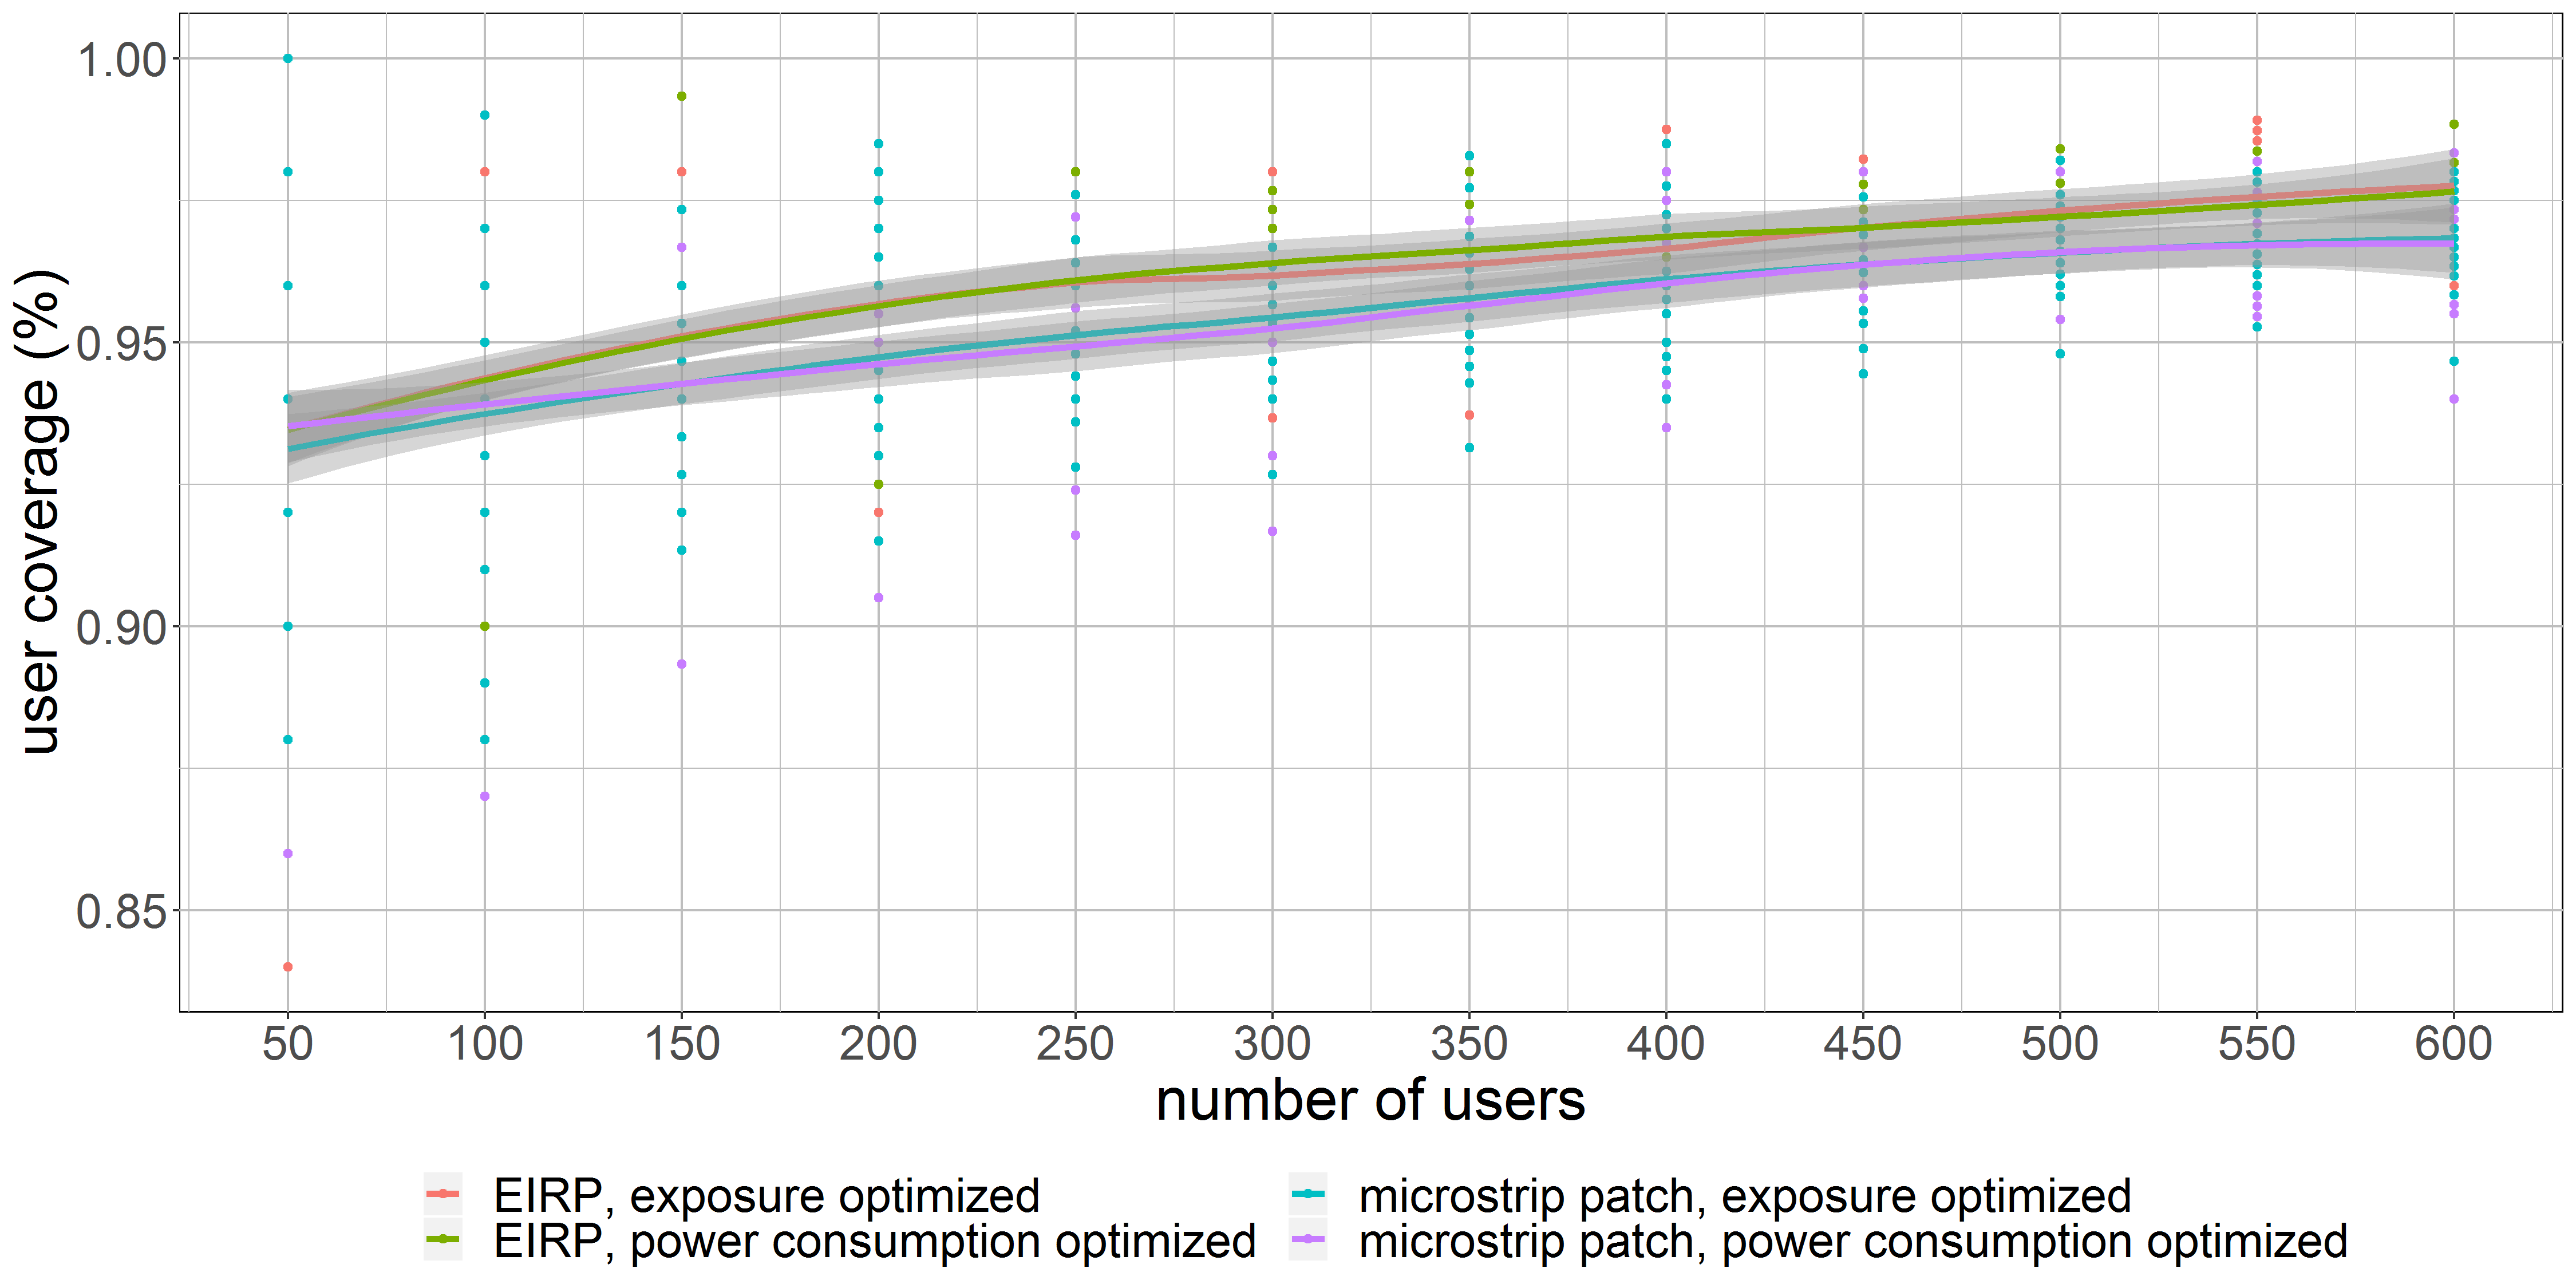 user coverage (%)
1.00
0.95
0.90
0.85
50 100 150 200 250 300 350 400 450 500 550 600
number of users
EIRP, exposure optimized microstrip patch, exposure optimized
EIRP, power consumption optimized microstrip patch, power consumption optimized